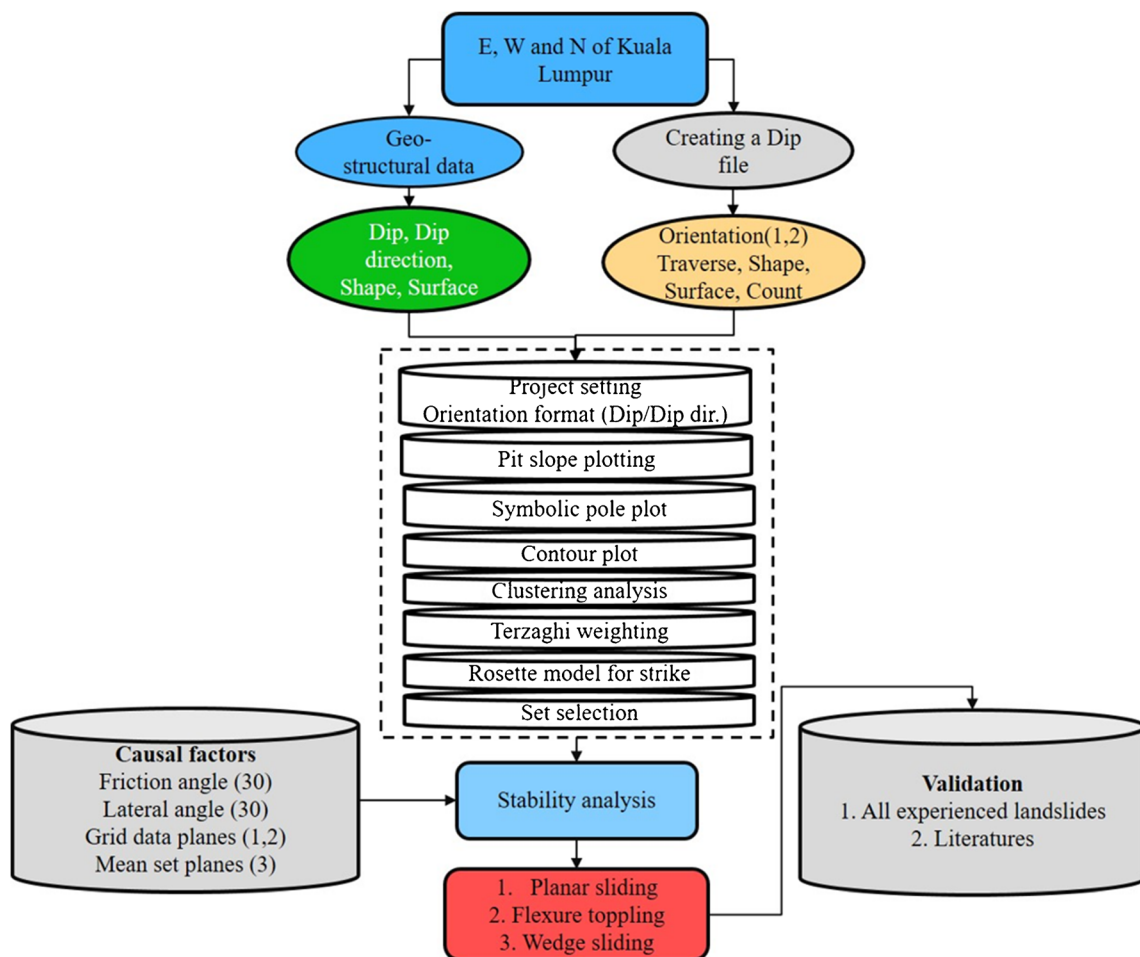 E, W and N of Kuala
Lumpur
Geo-
structural data
Creating a Dip
file
Dip, Dip
direction,
Shape, Surface
Orientation(1,2)
Traverse, Shape,
Surface, Count
Project setting
Orientation format (Dip/Dip dir.)
Pit slope plotting
Symbolic pole plot
Contour plot
Clustering analysis
Terzaghi weighting
Rosette model for strike
Set selection
Causal factors
Friction angle (30)
Lateral angle (30)
Grid data planes (1,2)
Mean set planes (3)
Stability analysis
Validation
1. All experienced landslides
2. Literatures
1. Planar sliding
2. Flexure toppling
3. Wedge sliding